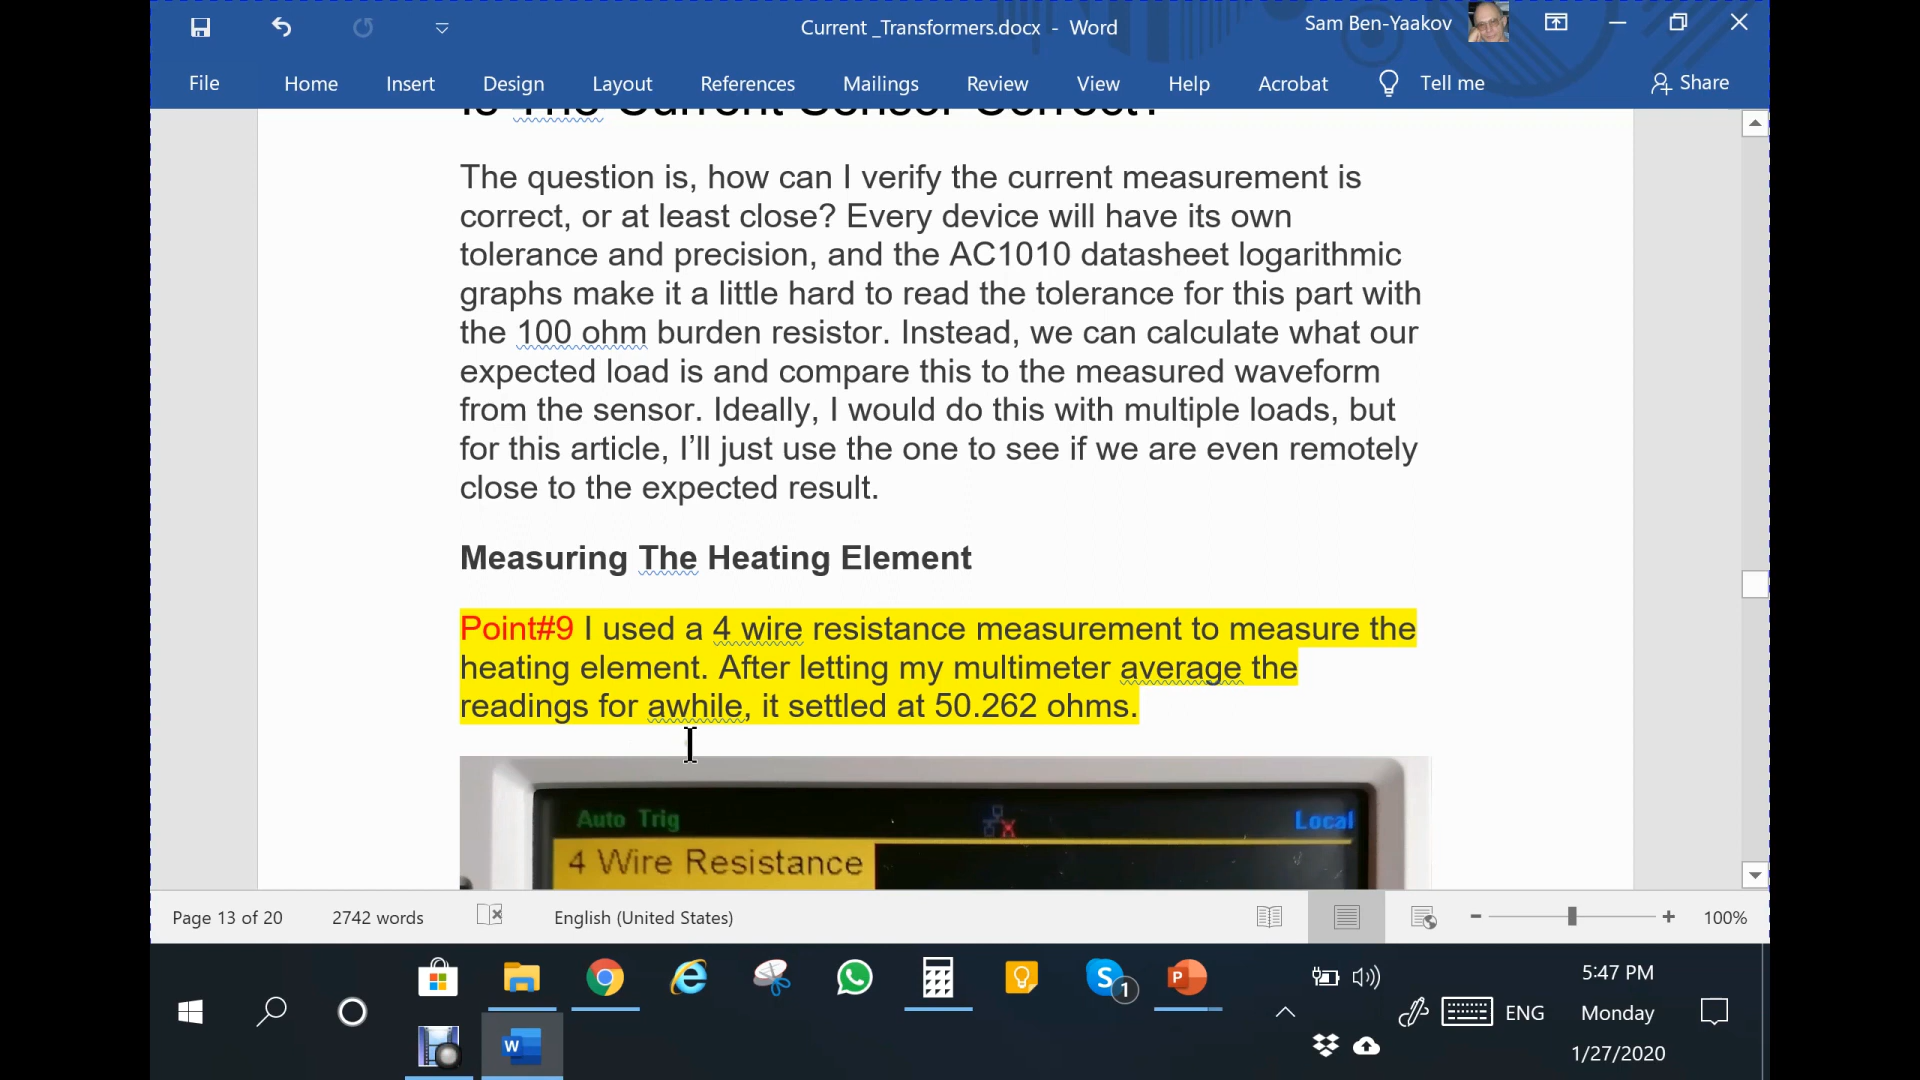 Current _Transformers.docx - Word
Sam Ben-Yaakov
File Home Insert Design Layout References Mailings Review View Help Acrobat Tell me Share
Is The Current Sensor Correct?
The question is, how can I verify the current measurement is
correct, or at least close? Every device will have its own
tolerance and precision, and the AC1010 datasheet logarithmic
graphs make it a little hard to read the tolerance for this part with
the 100 ohm burden resistor. Instead, we can calculate what our
expected load is and compare this to the measured waveform
from the sensor. Ideally, I would do this with multiple loads, but
for this article, I’ll just use the one to see if we are even remotely
close to the expected result.
Measuring The Heating Element
Point#9 I used a 4 wire resistance measurement to measure the
heating element. After letting my multimeter average the
readings for awhile, it settled at 50.262 ohms.
Auto Trig Local
4 Wire Resistance
Page 13 of 20 2742 words English (United States) 100%
5:47 PM
ENG Monday
1/27/2020
S 1
P
W